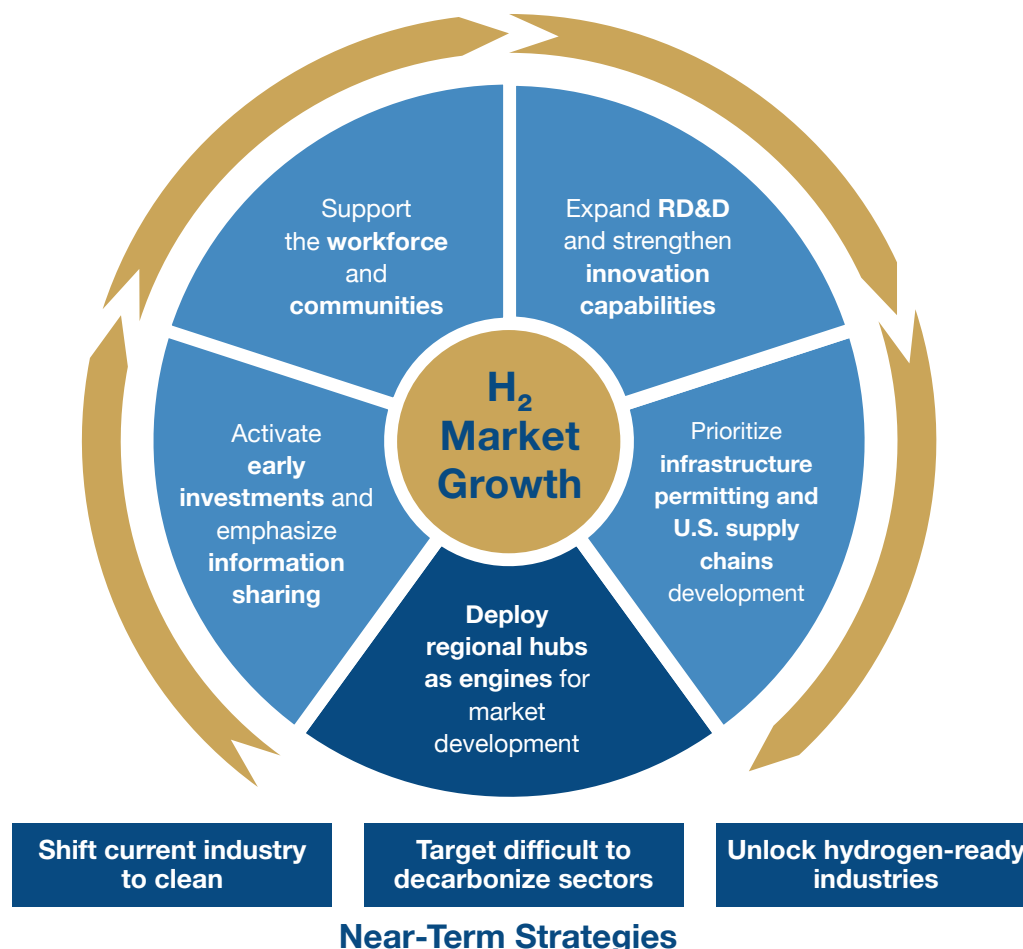 Support
the workforce
and
communities
Expand RD&D
and strengthen
innovation
capabilities
H₂
Market
Growth
Activate
early
investments and
emphasize
information
sharing
Prioritize
infrastructure
permitting and
U.S. supply
chains
development
Deploy
regional hubs
as engines for
market
development
Shift current industry
to clean
Target difficult to
decarbonize sectors
Unlock hydrogen-ready
industries
Near-Term Strategies